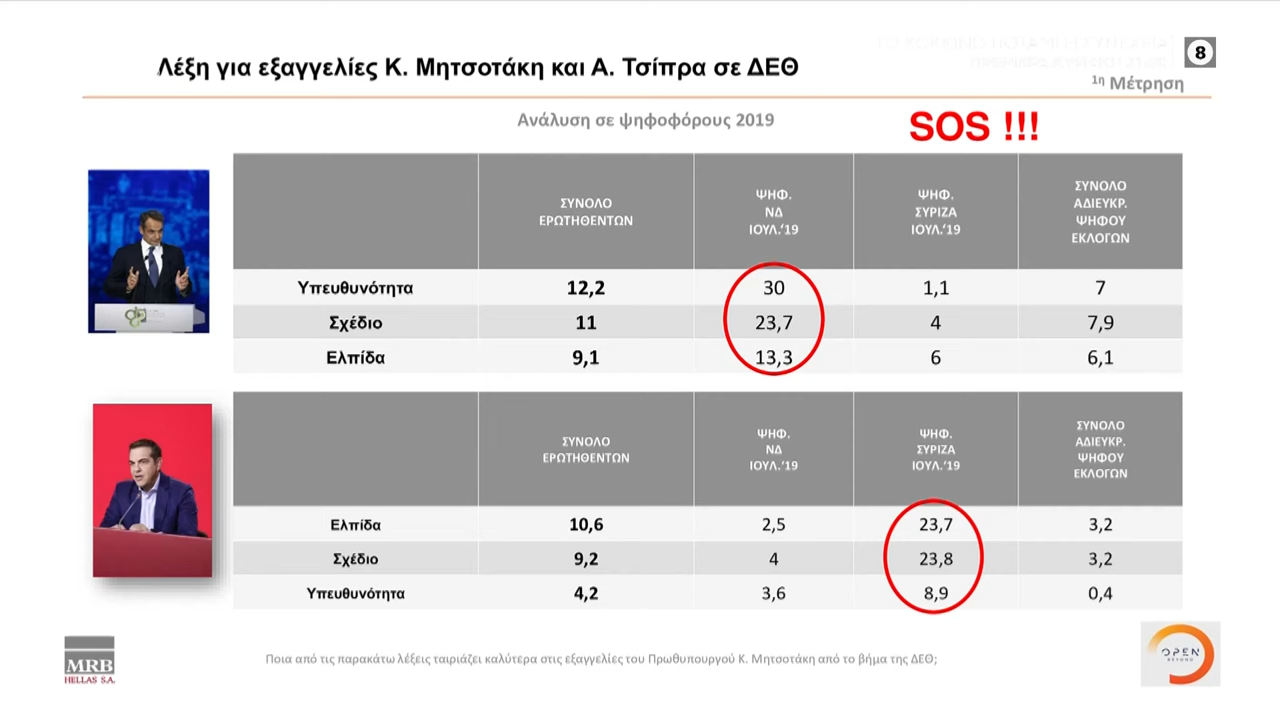 8
Λέξη για εξαγγελίες Κ. Μητσοτάκη και Α. Τσίπρα σε ΔΕΘ
1η Μέτρηση
Ανάλυση σε ψηφοφόρους 2019
SOS !!!
ΣΥΝΟΛΟ
ΕΡΩΤΗΘΕΝΤΩΝ
ΨΗΦ.
ΝΔ
ΙΟΥΛ.‘19
ΨΗΦ.
ΣΥΡΙΖΑ
ΙΟΥΛ.‘19
ΣΥΝΟΛΟ
ΑΔΙΕΥΚΡ.
ΨΗΦΟΥ
ΕΚΛΟΓΩΝ
Υπευθυνότητα 12,2 30 1,1 7
Σχέδιο 11 23,7 4 7,9
Ελπίδα 9,1 13,3 6 6,1
ΣΥΝΟΛΟ
ΕΡΩΤΗΘΕΝΤΩΝ
ΨΗΦ.
ΝΔ
ΙΟΥΛ.‘19
ΨΗΦ.
ΣΥΡΙΖΑ
ΙΟΥΛ.‘19
ΣΥΝΟΛΟ
ΑΔΙΕΥΚΡ.
ΨΗΦΟΥ
ΕΚΛΟΓΩΝ
Ελπίδα 10,6 2,5 23,7 3,2
Σχέδιο 9,2 4 23,8 3,2
Υπευθυνότητα 4,2 3,6 8,9 0,4
MRB
HELLAS S.A.
Ποια από τις παρακάτω λέξεις ταιριάζει καλύτερα στις εξαγγελίες του Πρωθυπουργού Κ. Μητσοτάκη από το βήμα της ΔΕΘ;
OPEN
BEYOND